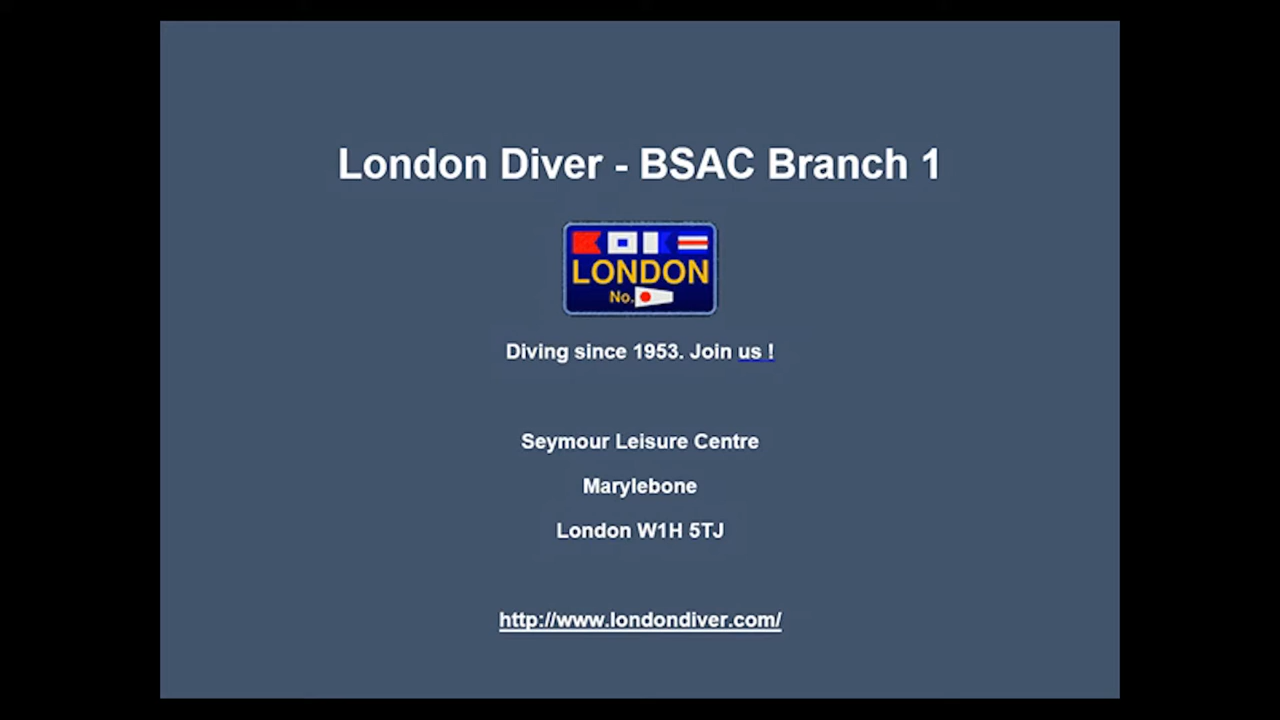 London Diver - BSAC Branch 1
LONDON
No.
Diving since 1953. Join us !
Seymour Leisure Centre
Marylebone
London W1H 5TJ
http://www.londondiver.com/